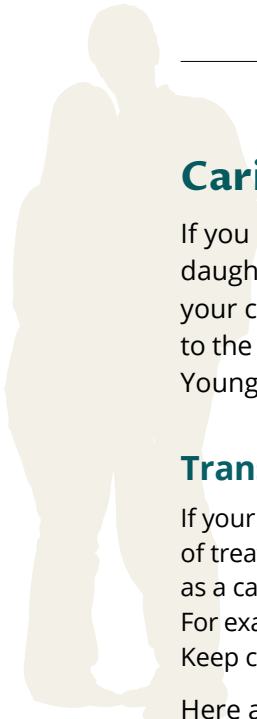 Cari
If you
daugh
your c
to the
Young
Tran
If your
of trea
as a ca
For exa
Keep c
Here a